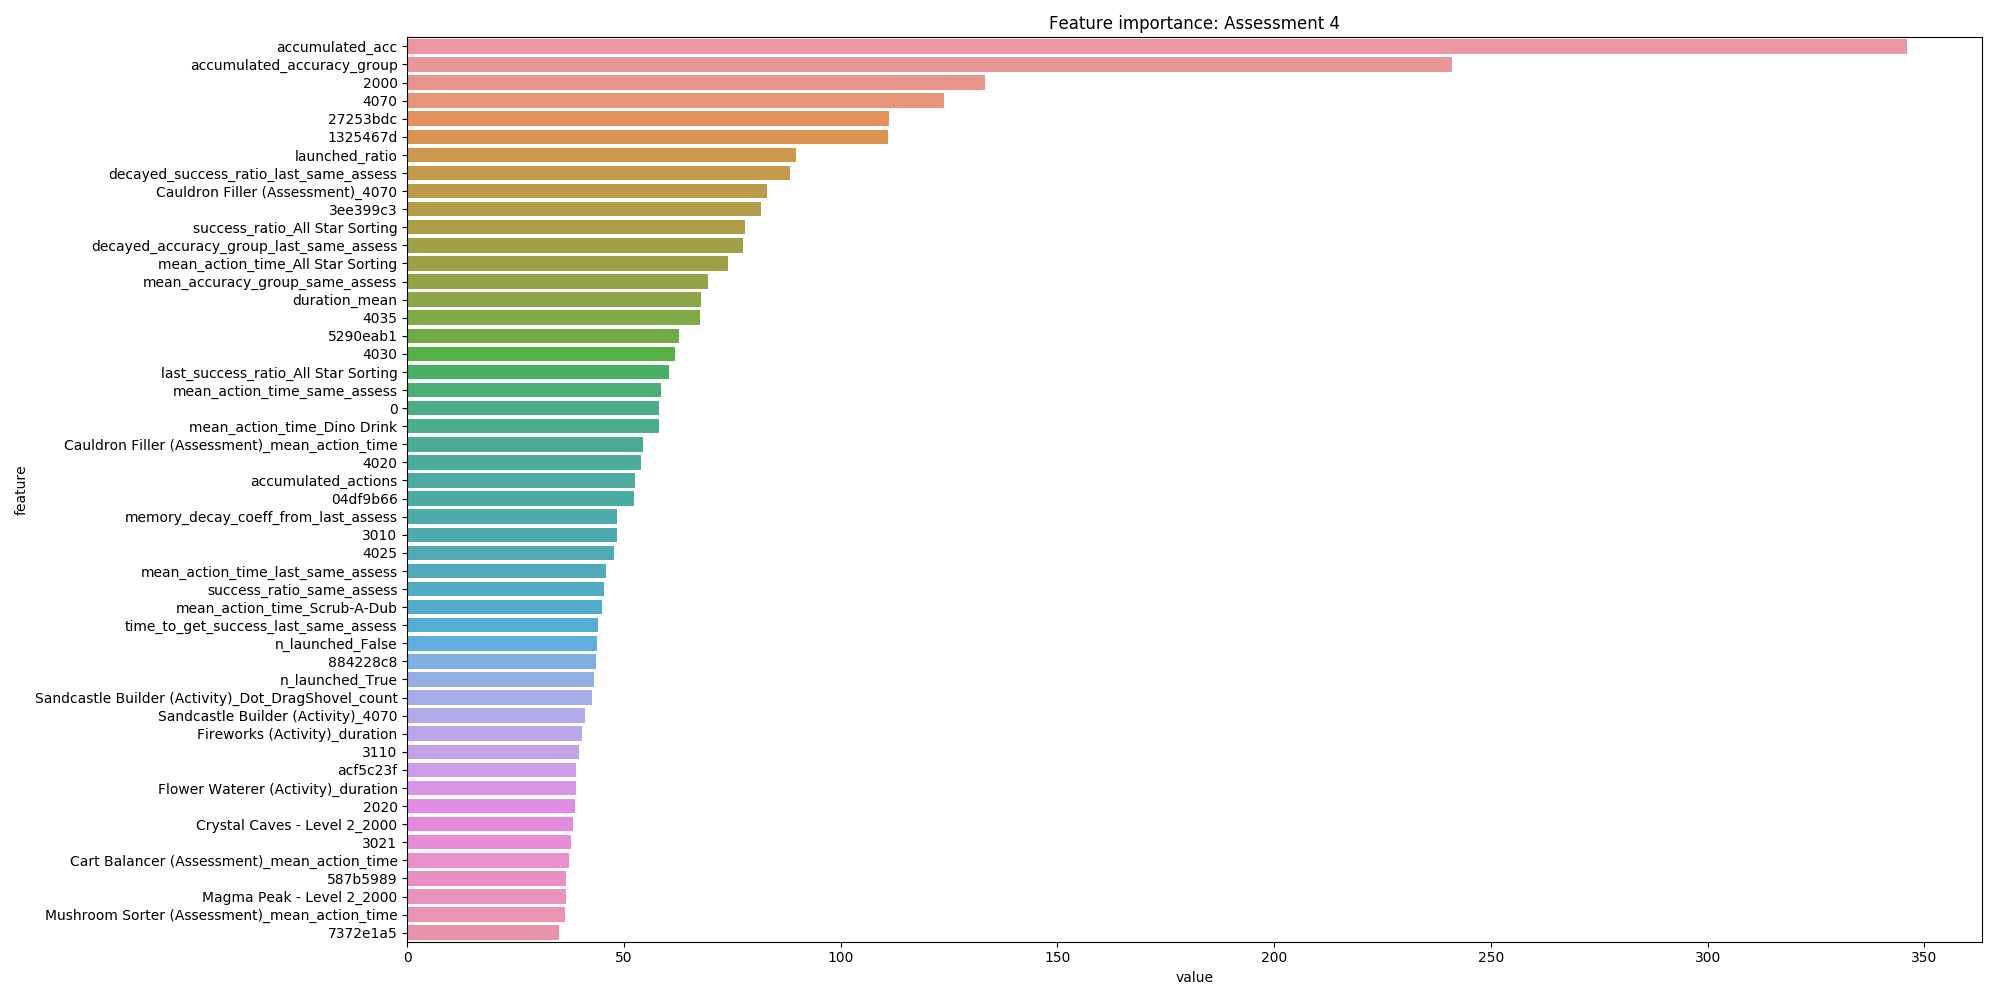 Feature importance: Assessment 4
accumulated_acc
accumulated_accuracy_group
2000
4070
27253bdc
1325467d
launched_ratio
decayed_success_ratio_last_same_assess
Cauldron Filler (Assessment)_4070
3ee399c3
success_ratio_All Star Sorting
decayed_accuracy_group_last_same_assess
mean_action_time_All Star Sorting
mean_accuracy_group_same_assess
duration_mean
4035
5290eab1
4030
last_success_ratio_All Star Sorting
mean_action_time_same_assess
0
mean_action_time_Dino Drink
Cauldron Filler (Assessment)_mean_action_time
4020
accumulated_actions
04df9b66
memory_decay_coeff_from_last_assess
3010
4025
mean_action_time_last_same_assess
success_ratio_same_assess
mean_action_time_Scrub-A-Dub
time_to_get_success_last_same_assess
n_launched_False
884228c8
n_launched_True
Sandcastle Builder (Activity)_Dot_DragShovel_count
Sandcastle Builder (Activity)_4070
Fireworks (Activity)_duration
3110
acf5c23f
Flower Waterer (Activity)_duration
2020
Crystal Caves - Level 2_2000
3021
Cart Balancer (Assessment)_mean_action_time
587b5989
Magma Peak - Level 2_2000
Mushroom Sorter (Assessment)_mean_action_time
7372e1a5
feature
0 50 100 150 200 250 300 350
value